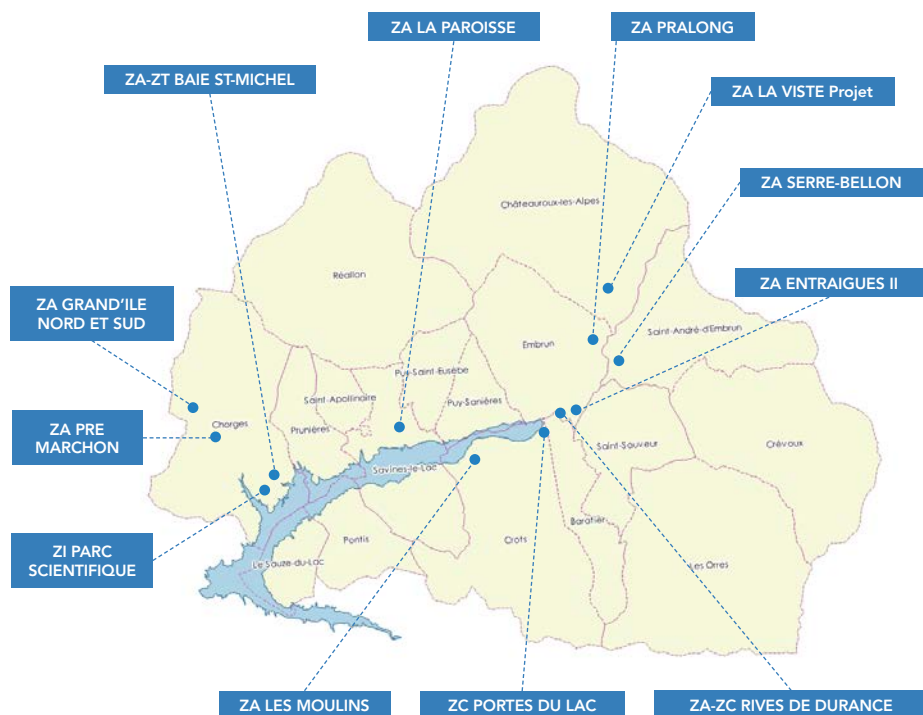 ZA LA PAROISSE
ZA PRALONG
ZA-ZT BAIE ST-MICHEL
ZA LA VISTE Projet
ZA SERRE-BELLON
Châteauroux-les-Alpes
Réallon
ZA ENTRAIGUES II
ZA GRAND'ILE
NORD ET SUD
Saint-André-d'Embrun
Embrun
Puy-Saint-Eusèbe
Saint-Apollinaire
Puy-Sanières
Chorges
Prunières
ZA PRE
MARCHON
Saint-Sauveur
Crévoux
Savines-le-Lac
Baratier
Pontis
Crots
ZI PARC
SCIENTIFIQUE
Le Sauze-du-Lac
Les Orres
ZA LES MOULINS
ZC PORTES DU LAC
ZA-ZC RIVES DE DURANCE